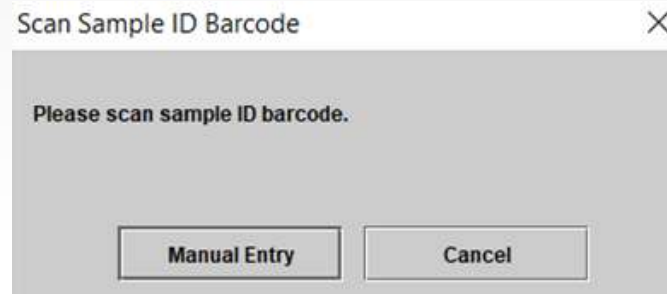 Scan Sample ID Barcode
Please scan sample ID barcode.
Manual Entry
Cancel